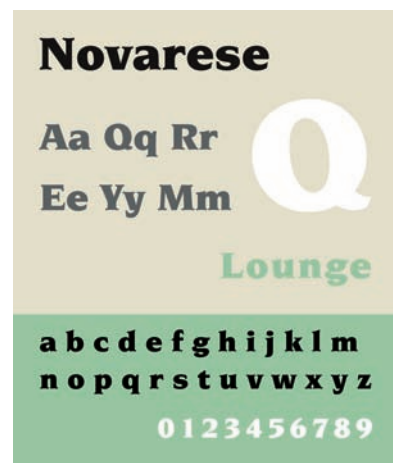 Novarese
Aa Qq Rr
Q
Ee Yy Mm
Lounge
a b c d e f g h i j k l m
n o p q r s t u v w x y z
0 1 2 3 4 5 6 7 8 9